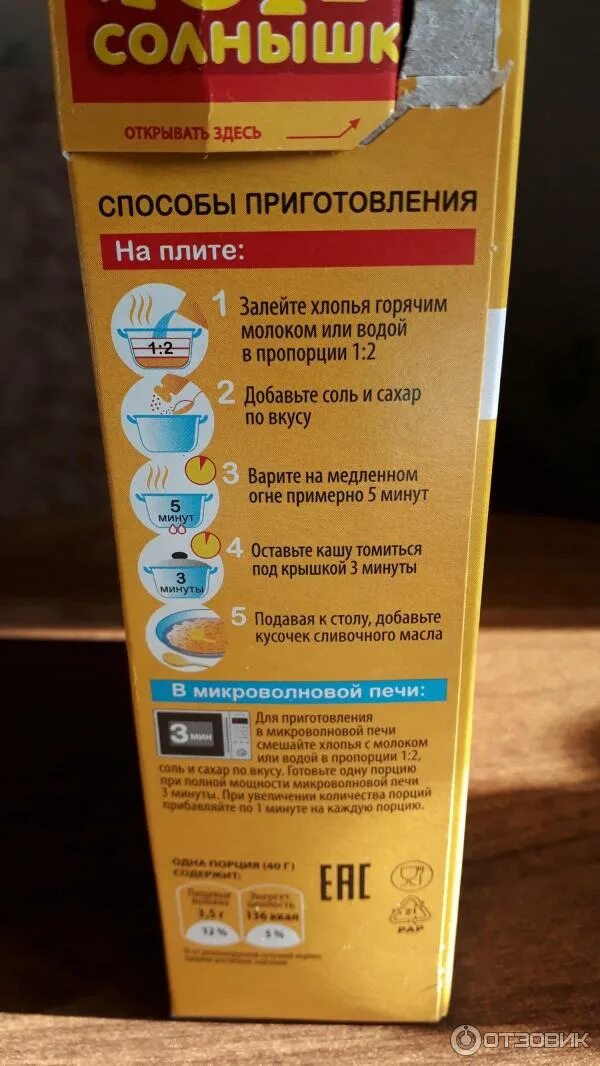 СОЛНЫШК
ОТКРЫВАТЬ ЗДЕСЬ
СПОСОБЫ ПРИГОТОВЛЕНИЯ
На плите:
1 Залейте хлопья горячим
молоком или водой
в пропорции 1:2
1:2
2 Добавьте соль и сахар
по вкусу
3 Варите на медленном
огне примерно 5 минут
5
минут
4 Оставьте кашу томиться
под крышкой 3 минуты
3
минуты
5 Подавая к столу, добавьте
кусочек сливочного масла
В микроволновой печи:
3 мин
Для приготовления
в микроволновой печи
смешайте хлопья с молоком
или водой в пропорции 1:2,
соль и сахар по вкусу. Готовьте одну порцию
при полной мощности микроволновой печи
3 минуты. При увеличении количества порций
прибавляйте по 1 минуте на каждую порцию.
ОДНА ПОРЦИЯ (40 Г)
СОДЕРЖИТ:
Пищевые
волокна
3,5 г
12 %
Энергет.
ценность
136 ккал
5 %
ЕАС
PAP
ОТЗОВИК